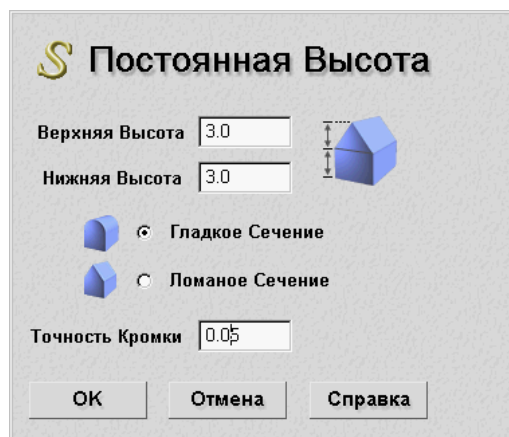 S Постоянная Высота
Верхняя Высота 3.0
Нижняя Высота 3.0
Гладкое Сечение
Ломаное Сечение
Точность Кромки 0.05
OK Отмена Справка